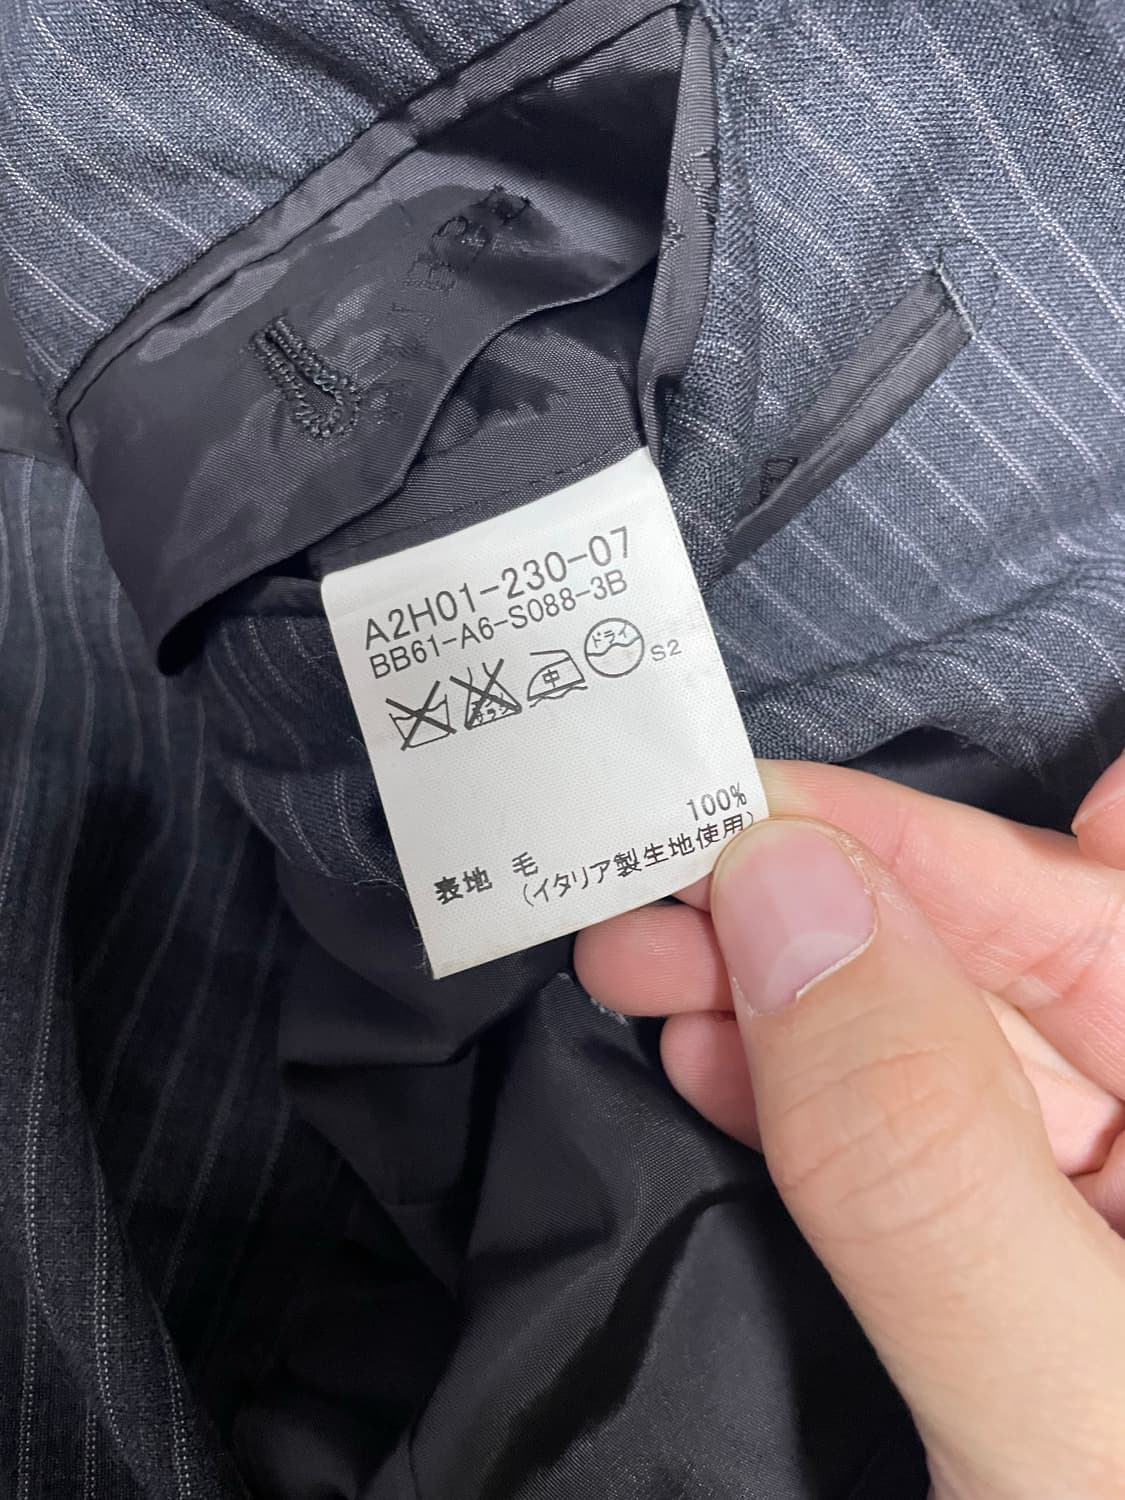 A2H01-230-07
BB61-A6-S088-3B
中 ドライ S2
100%
表地 毛
(イタリア製生地使用)